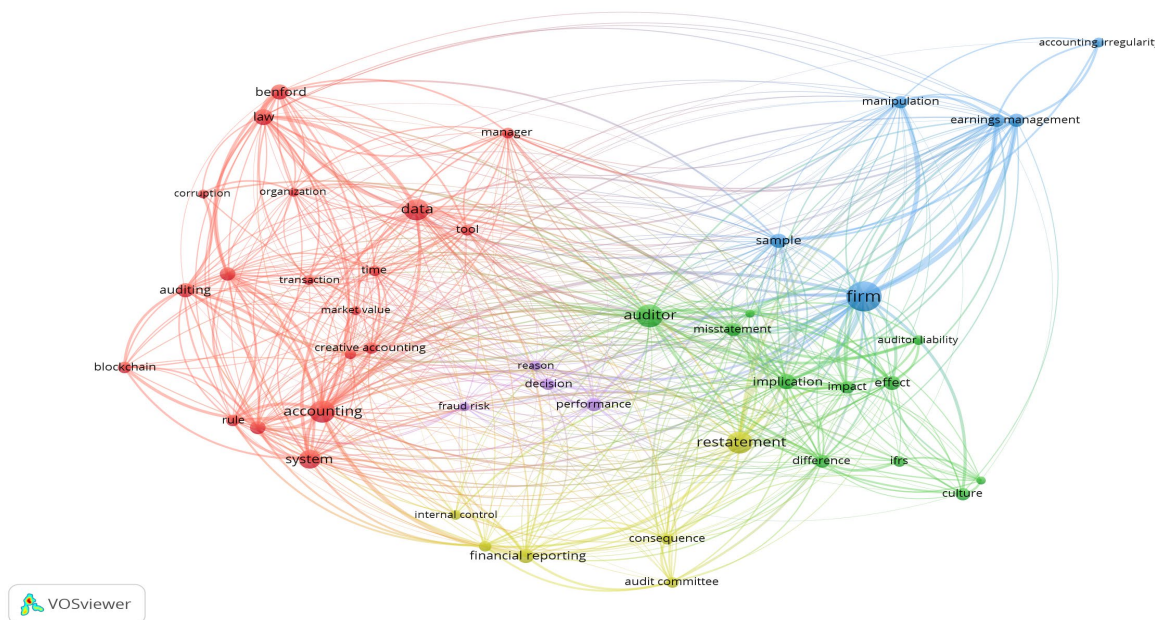 accounting irregularity
benford
manipulation
law
earnings management
manager
corruption
organization
data
tool
sample
time
transaction
auditing
firm
market value
auditor
misstatement
auditor liability
creative accounting
blockchain
reason
decision
implication
impact
effect
fraud risk
performance
accounting
rule
restatement
system
difference
ifrs
culture
internal control
consequence
financial reporting
audit committee
VOSviewer